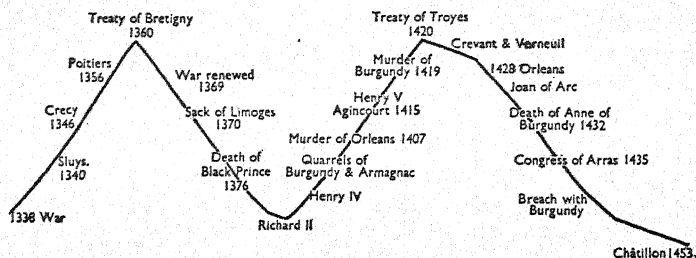 Treaty of Bretigny
1360
Poitiers
1356
Crecy
1346
Sluys.
1340
1338 War
War renewed
1369
Sack of Limoges
1370
Death of
Black Prince
1376
Richard II
Henry IV
Quarrels of
Burgundy & Armagnac
Murder of Orleans 1407
Henry V
Agincourt 1415
Murder of
Burgundy 1419
Treaty of Troyes
1420
Crevant & Verneuil
1428 Orleans
Joan of Arc
Death of Anne of
Burgundy 1432
Congress of Arras 1435
Breach with
Burgundy
Châtillon 1453